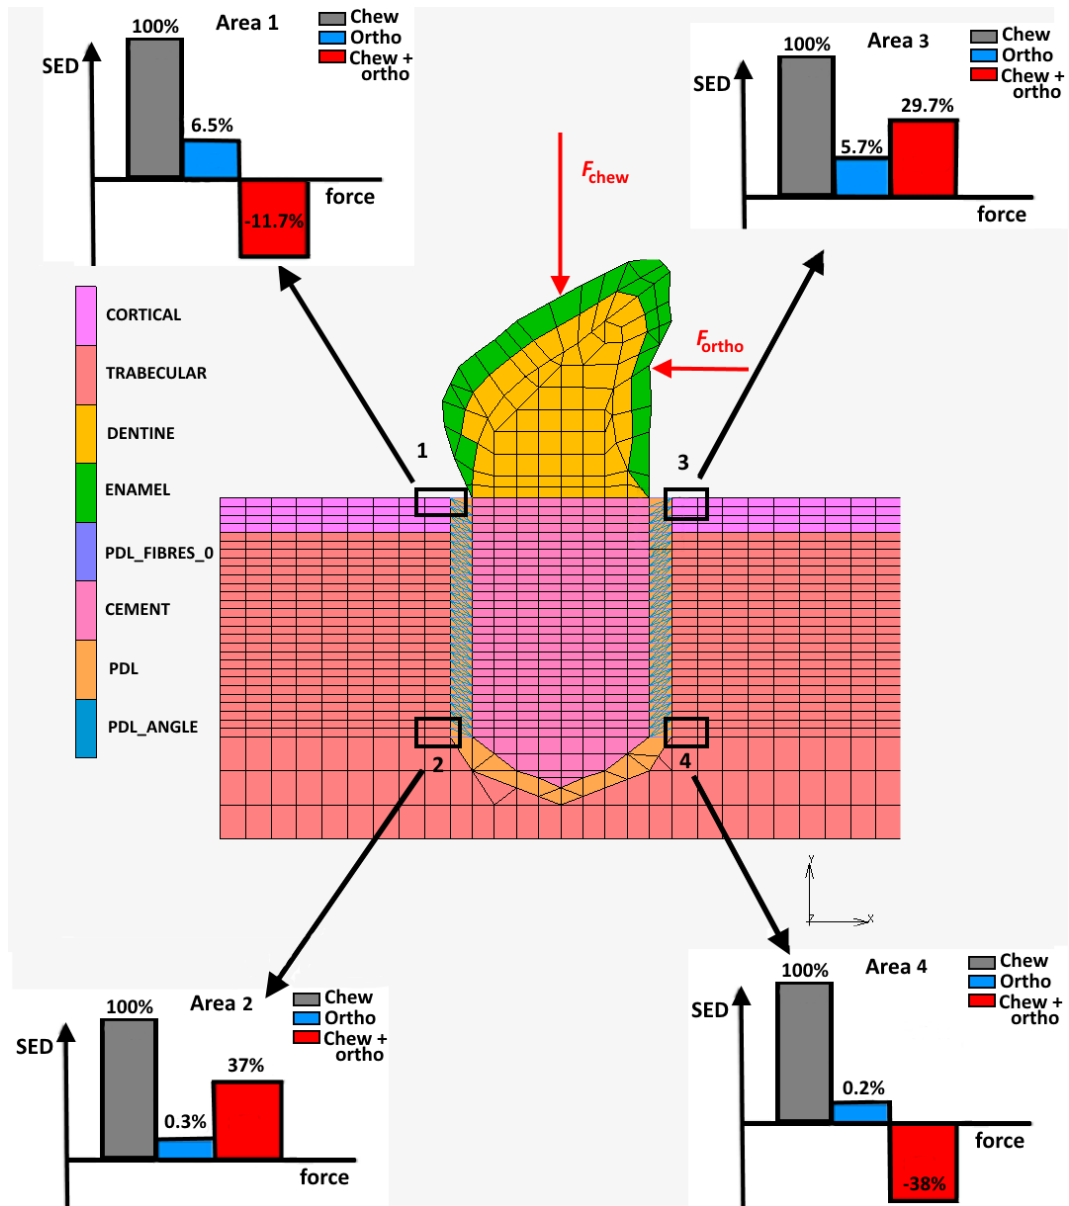 100%
Area 1
Chew
Ortho
Chew +
ortho
SED
6.5%
-11.7%
force
100%
Area 3
Chew
Ortho
Chew +
ortho
SED
5.7%
29.7%
force
Fchew
Fortho
CORTICAL
TRABECULAR
DENTINE
ENAMEL
PDL_FIBRES_0
CEMENT
PDL
PDL_ANGLE
1
3
2
4
Y
Z
X
100%
Area 2
Chew
Ortho
Chew +
ortho
SED
0.3%
37%
force
100%
Area 4
Chew
Ortho
Chew +
ortho
SED
0.2%
-38%
force